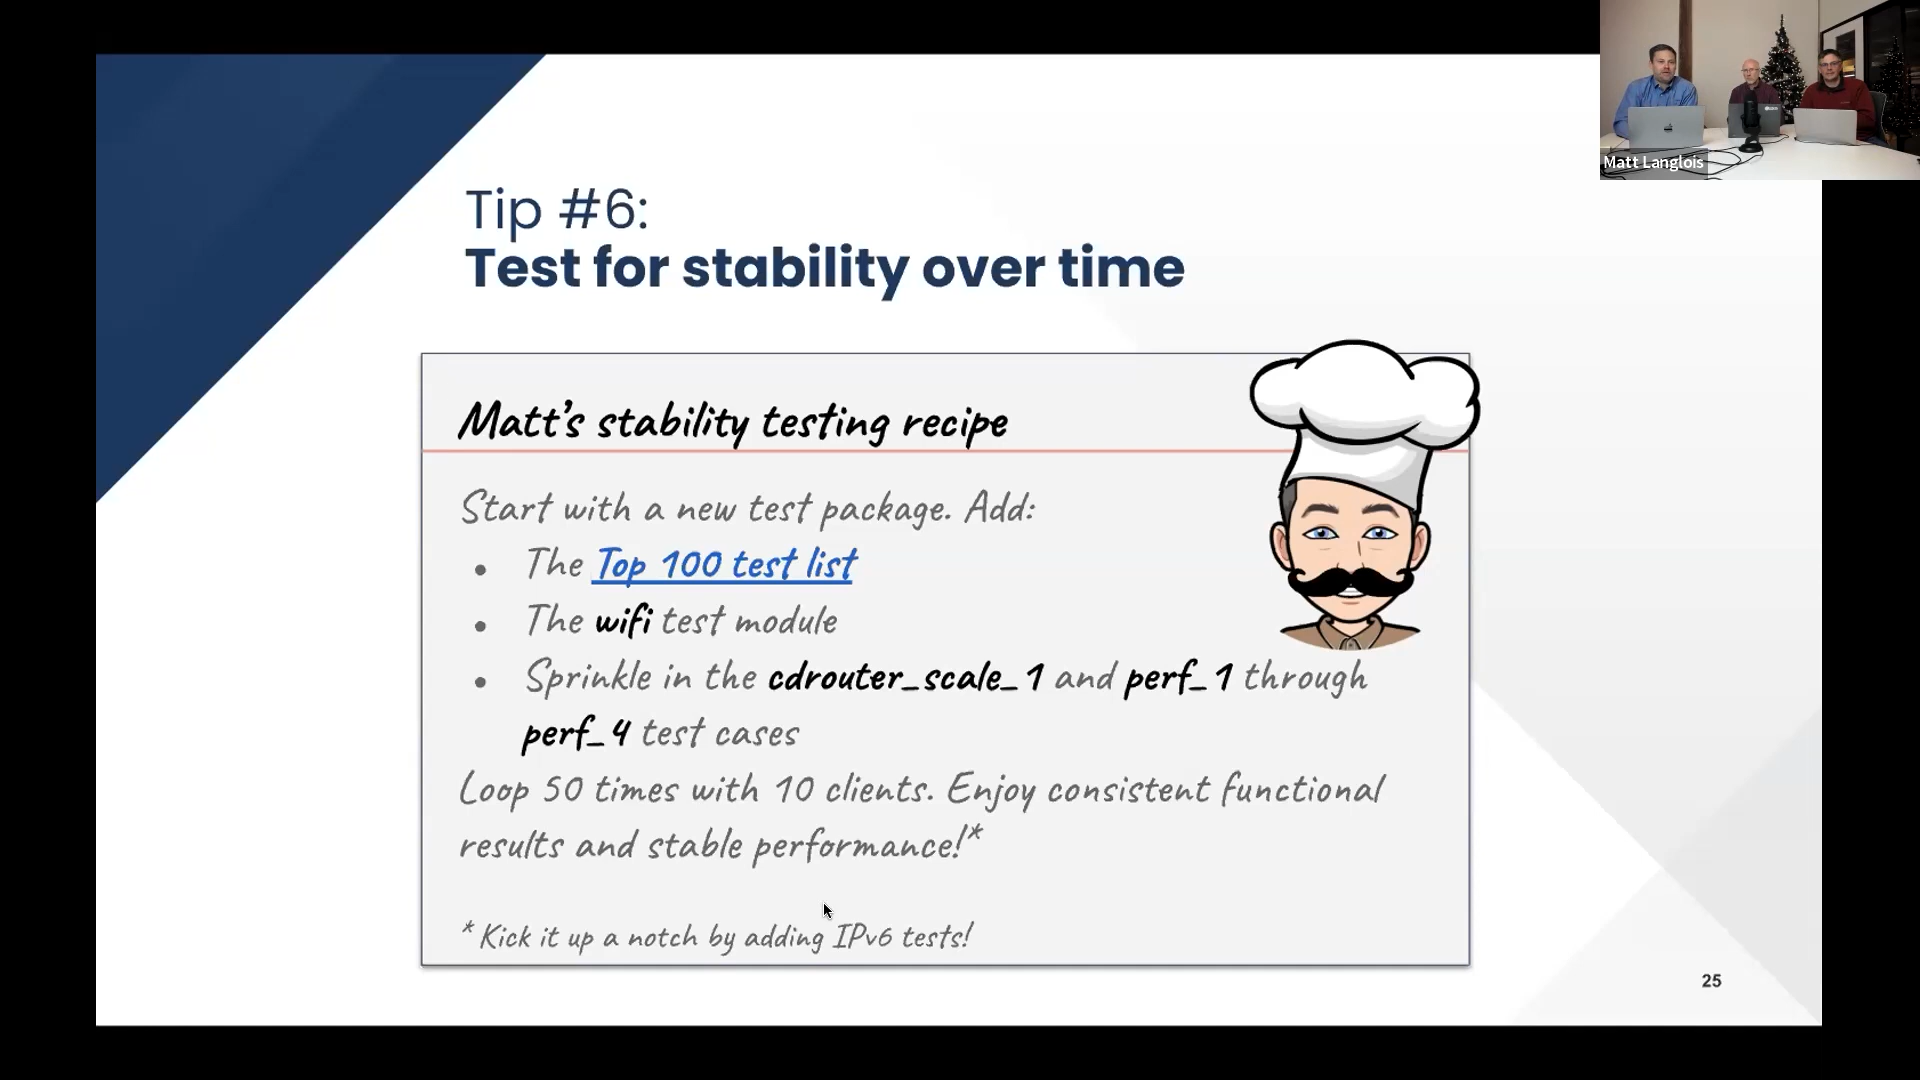 Matt Langlois
Tip #6:
Test for stability over time
Matt's stability testing recipe
Start with a new test package. Add:
• The Top 100 test list
• The wifi test module
• Sprinkle in the cdrouter_scale_1 and perf_1 through
perf_4 test cases
Loop 50 times with 10 clients. Enjoy consistent functional
results and stable performance!*
* Kick it up a notch by adding IPv6 tests!
25